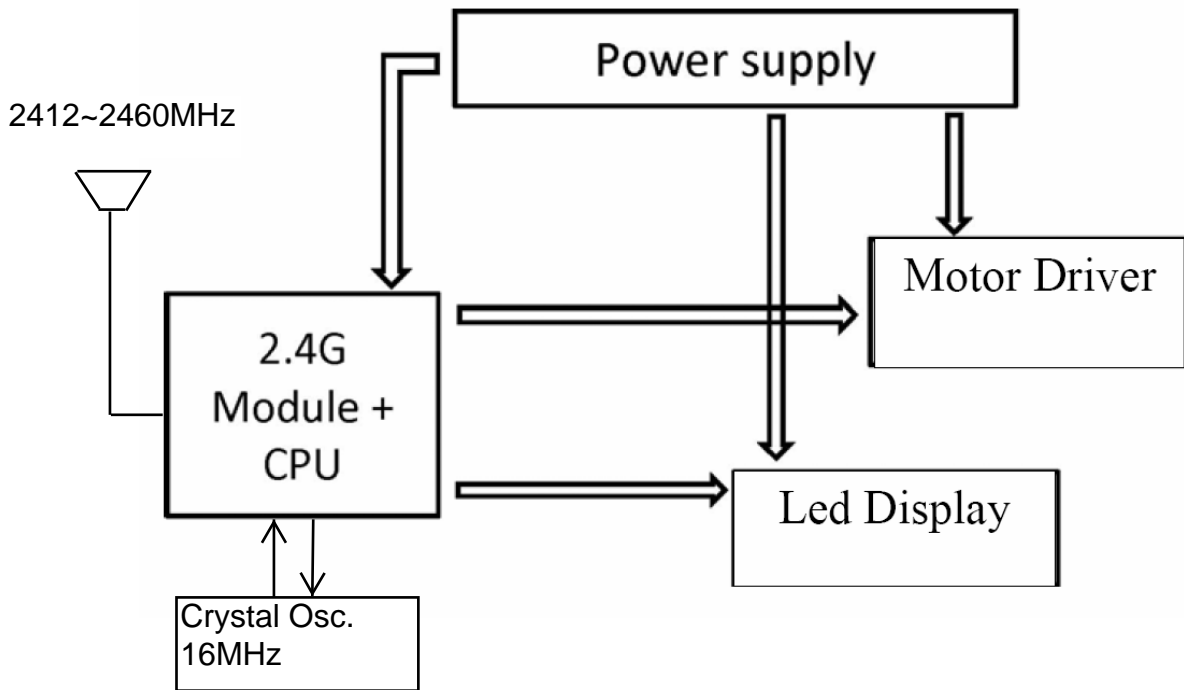 Power supply
2412~2460MHz
Motor Driver
2.4G
Module +
CPU
Led Display
Crystal Osc.
16MHz